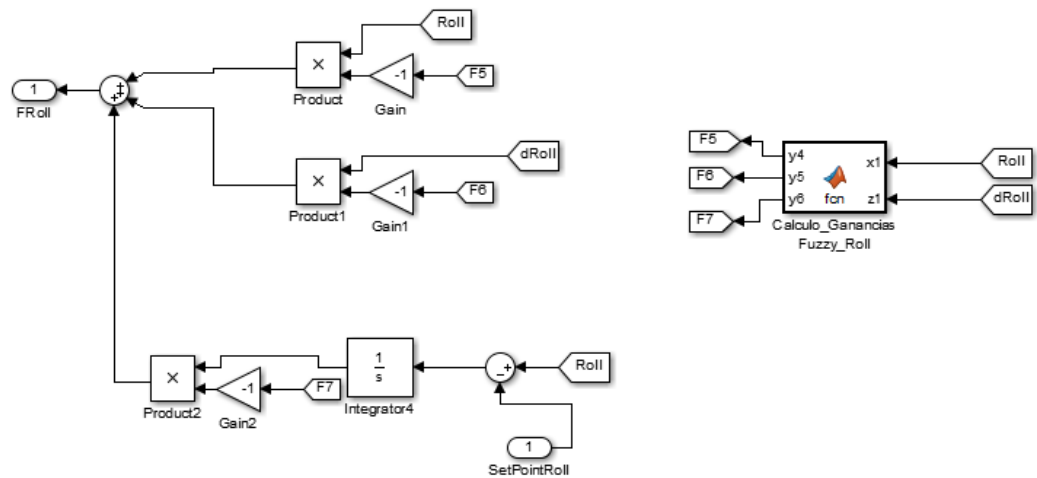 Roll
×
-1
F5
1
FRoll
Product
Gain
dRoll
×
-1
F6
Product1
Gain1
F5
F6
F7
y4
y5
y6
x1
z1
fcn
Roll
dRoll
Calculo_Ganancias
Fuzzy_Roll
×
-1
F7
1
s
Roll
Product2
Gain2
Integrator4
1
SetPointRoll